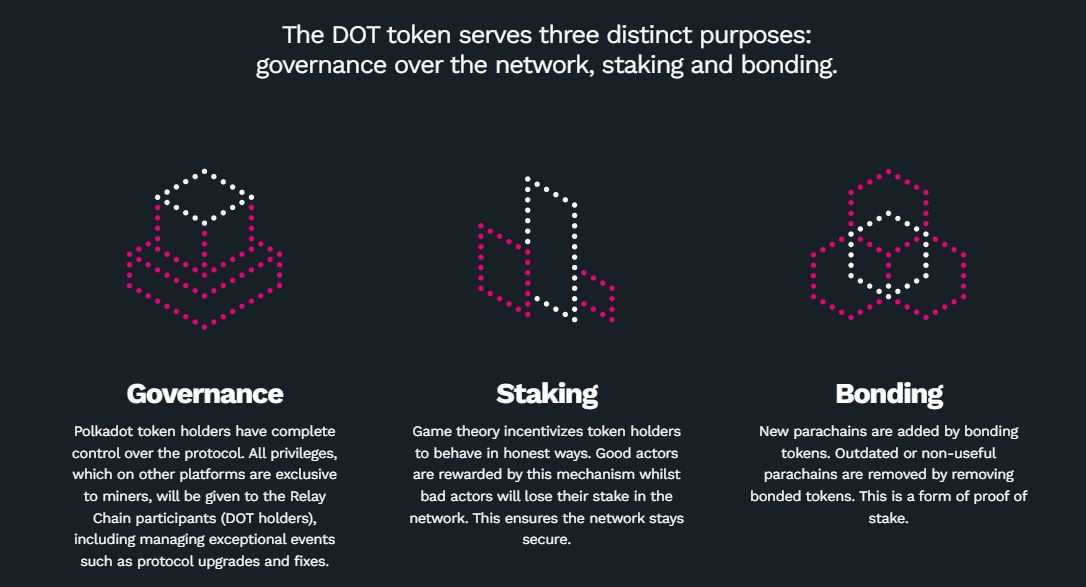 The DOT token serves three distinct purposes:
governance over the network, staking and bonding.
Governance
Polkadot token holders have complete
control over the protocol. All privileges,
which on other platforms are exclusive
to miners, will be given to the Relay
Chain participants (DOT holders),
including managing exceptional events
such as protocol upgrades and fixes.
Staking
Game theory incentivizes token holders
to behave in honest ways. Good actors
are rewarded by this mechanism whilst
bad actors will lose their stake in the
network. This ensures the network stays
secure.
Bonding
New parachains are added by bonding
tokens. Outdated or non-useful
parachains are removed by removing
bonded tokens. This is a form of proof of
stake.